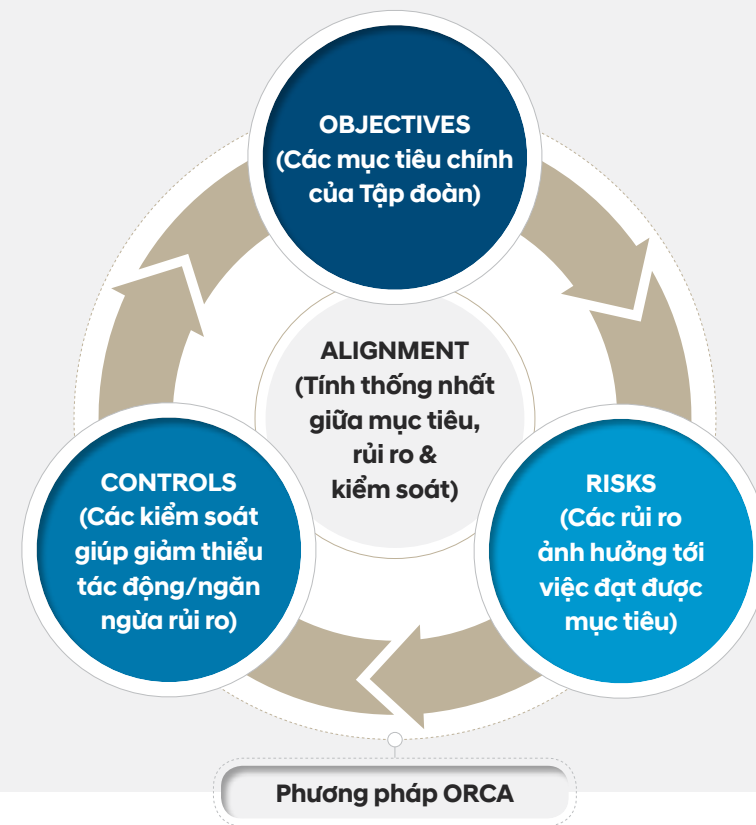 OBJECTIVES
(Các mục tiêu chính
của Tập đoàn)
ALIGNMENT
(Tính thống nhất
giữa mục tiêu,
rủi ro &
kiểm soát)
CONTROLS
(Các kiểm soát
giúp giảm thiểu
tác động/ngăn
ngừa rủi ro)
RISKS
(Các rủi ro
ảnh hưởng tới
việc đạt được
mục tiêu)
Phương pháp ORCA